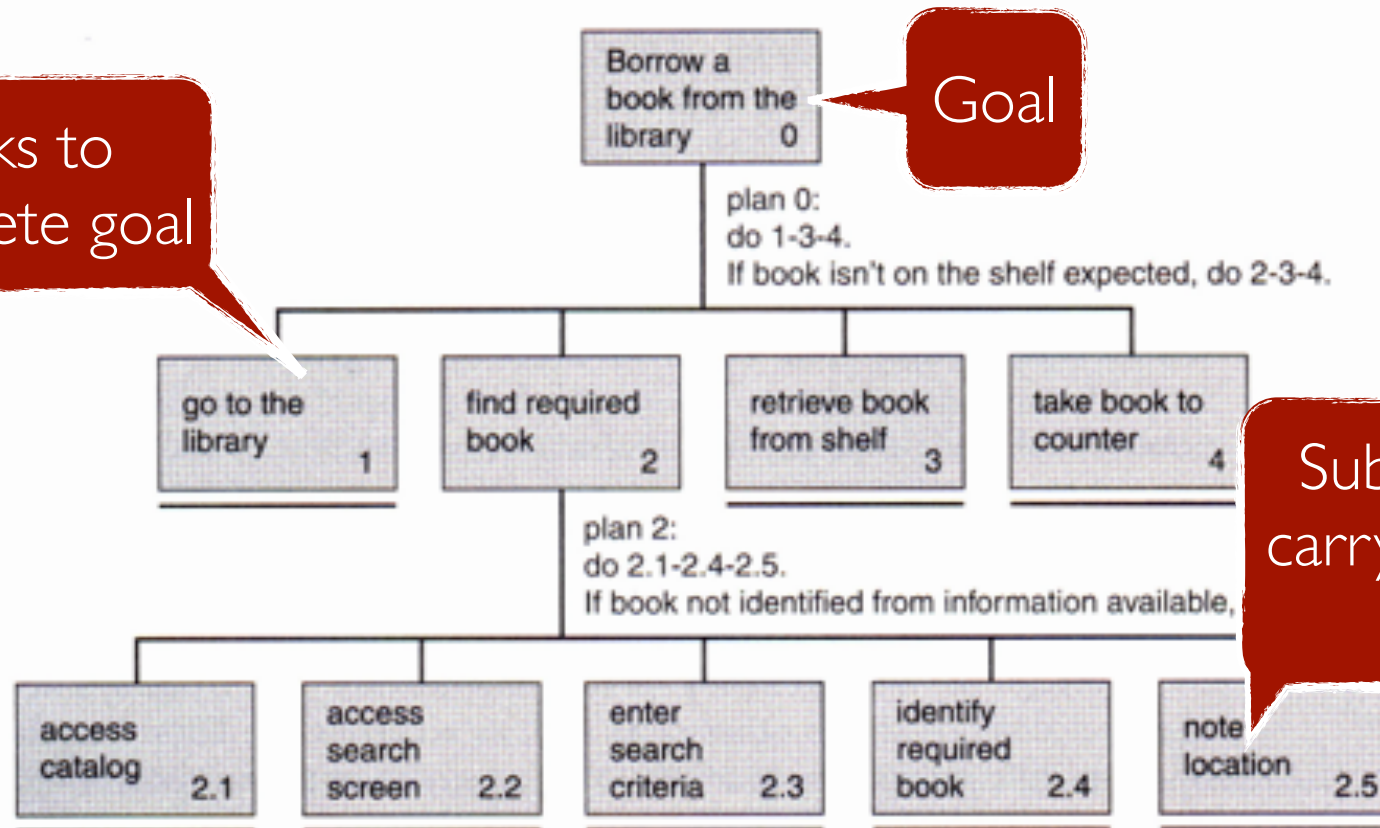 Borrow a
book from the
library 0
Goal
to
goal
plan 0:
do 1-3-4.
If book isn't on the shelf expected, do 2-3-4.
go to the
library 1
find required
book 2
retrieve book
from shelf 3
take book to
counter 4
plan 2:
do 2.1-2.4-2.5.
If book not identified from information available,
access
catalog 2.1
access
search
screen 2.2
enter
search
criteria 2.3
identify
required
book 2.4
note
location 2.5